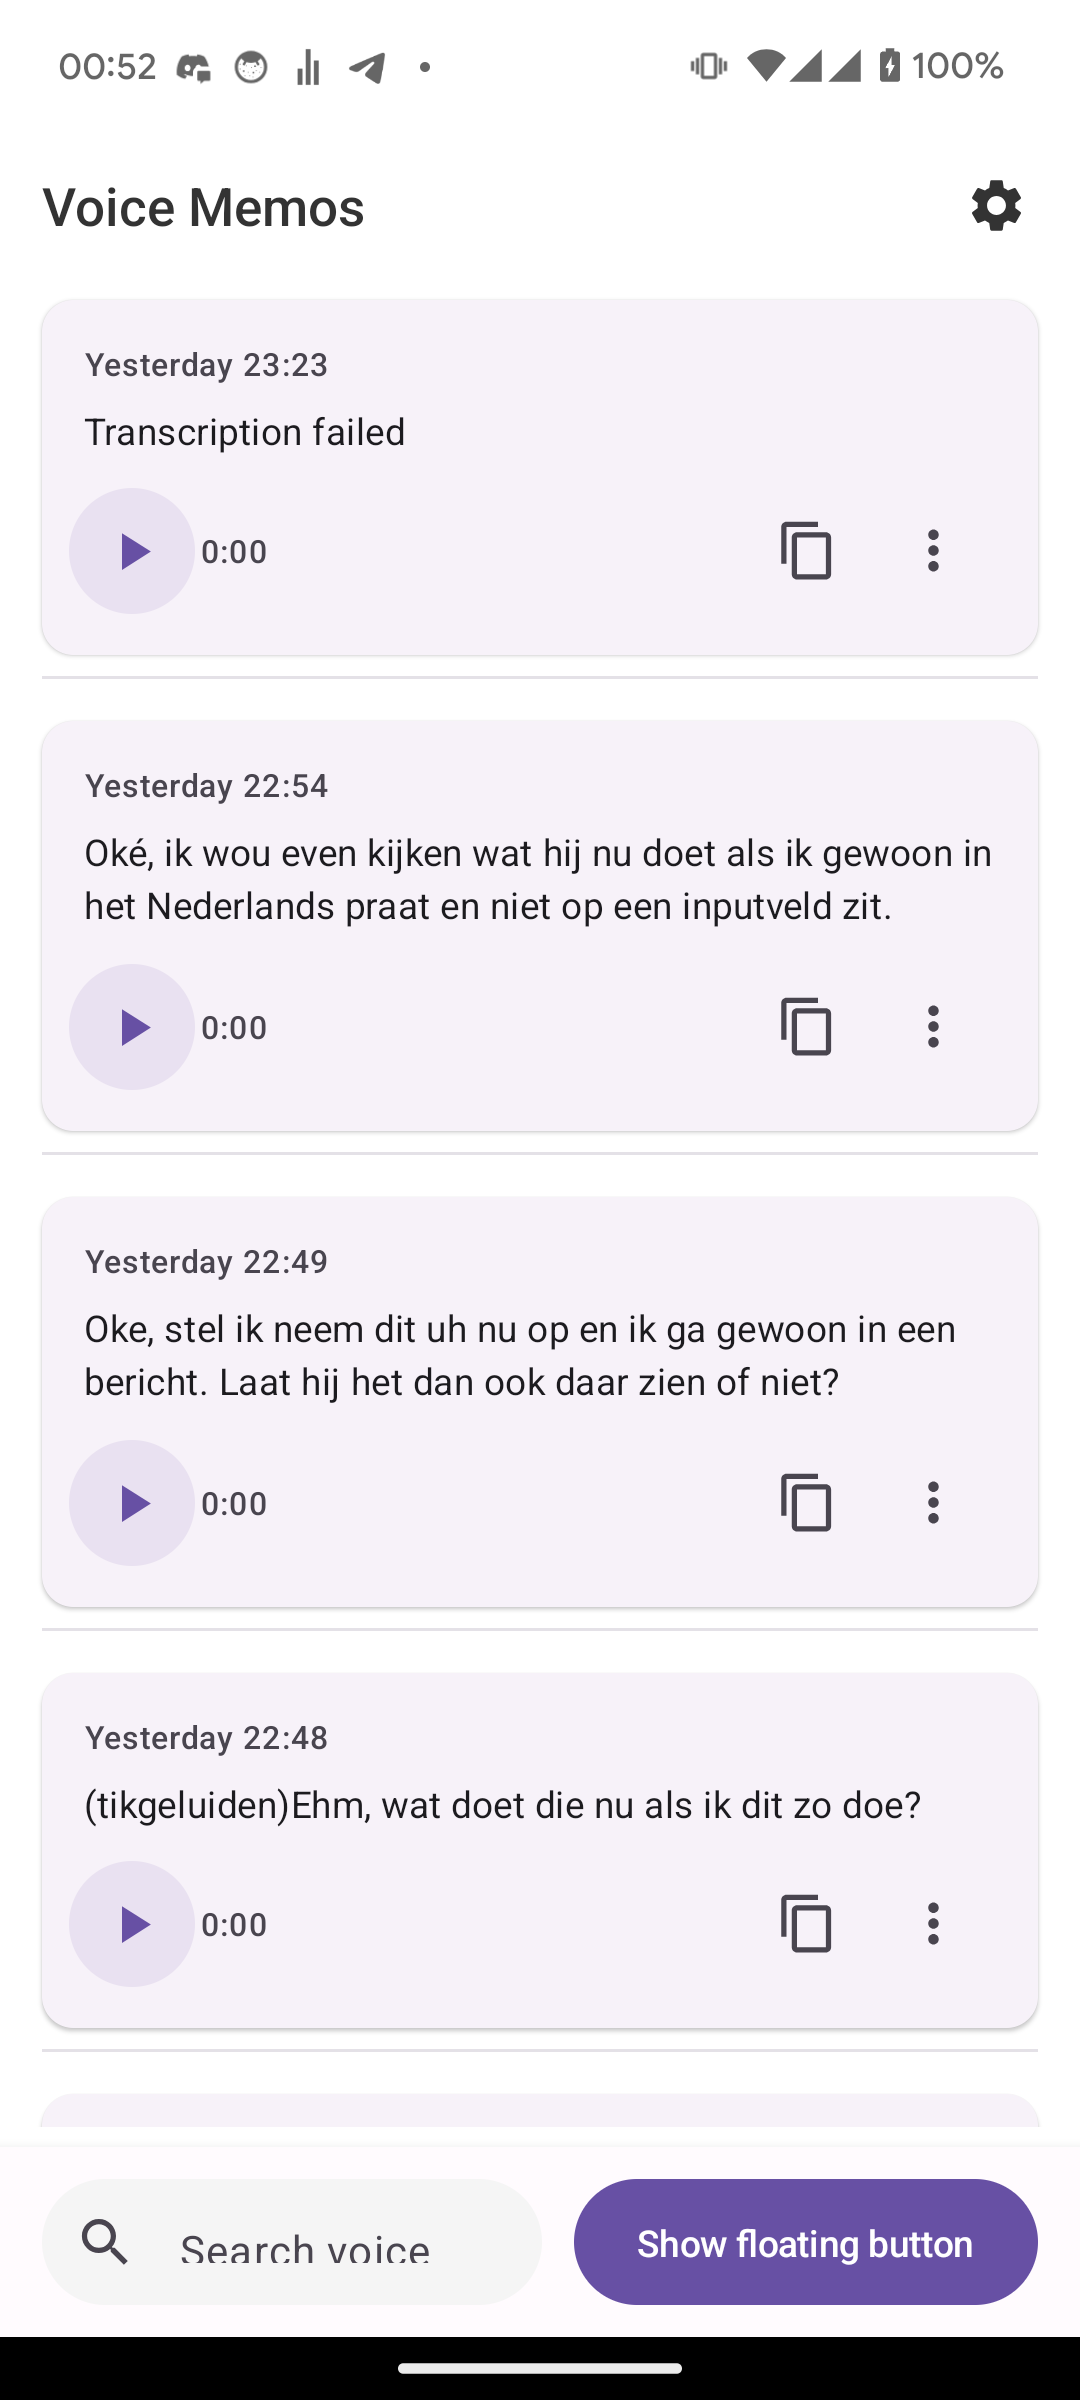 00:52
100%
Voice Memos
Yesterday 23:23
Transcription failed
0:00
Yesterday 22:54
Oké, ik wou even kijken wat hij nu doet als ik gewoon in
het Nederlands praat en niet op een inputveld zit.
0:00
Yesterday 22:49
Oke, stel ik neem dit uh nu op en ik ga gewoon in een
bericht. Laat hij het dan ook daar zien of niet?
0:00
Yesterday 22:48
(tikgeluiden)Ehm, wat doet die nu als ik dit zo doe?
0:00
Search voice
Show floating button